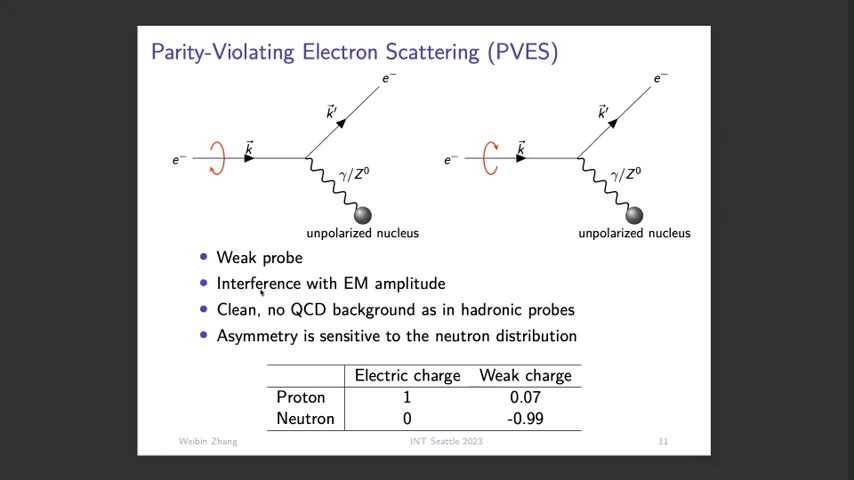 Parity-Violating Electron Scattering (PVES)
e⁻ e⁻
k⃗′ k⃗′
e⁻ k⃗ e⁻ k⃗
γ/Z⁰ γ/Z⁰
unpolarized nucleus unpolarized nucleus
• Weak probe
• Interference with EM amplitude
• Clean, no QCD background as in hadronic probes
• Asymmetry is sensitive to the neutron distribution
Electric charge Weak charge
Proton 1 0.07
Neutron 0 -0.99
Weibin Zhang INT Seattle 2023 11